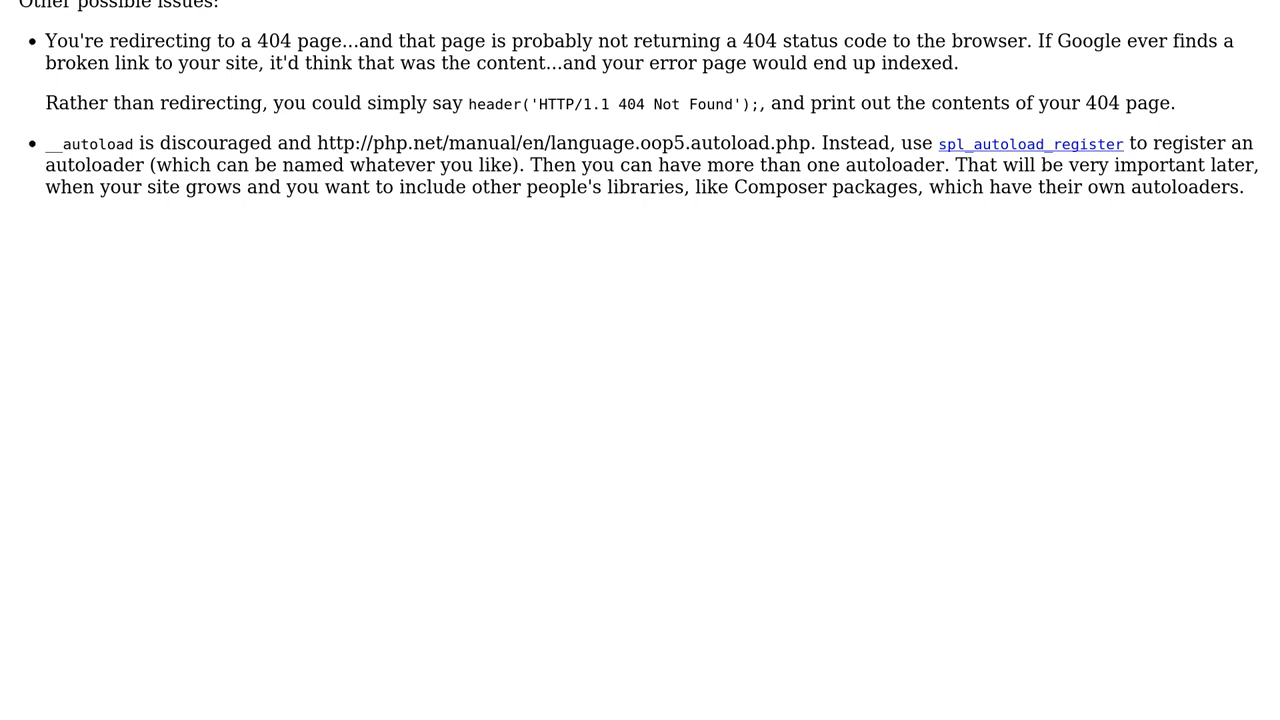 Other possible issues:
You're redirecting to a 404 page...and that page is probably not returning a 404 status code to the browser. If Google ever finds a
broken link to your site, it'd think that was the content...and your error page would end up indexed.
Rather than redirecting, you could simply say header('HTTP/1.1 404 Not Found');, and print out the contents of your 404 page.
__autoload is discouraged and http://php.net/manual/en/language.oop5.autoload.php. Instead, use spl_autoload_register to register an
autoloader (which can be named whatever you like). Then you can have more than one autoloader. That will be very important later,
when your site grows and you want to include other people's libraries, like Composer packages, which have their own autoloaders.